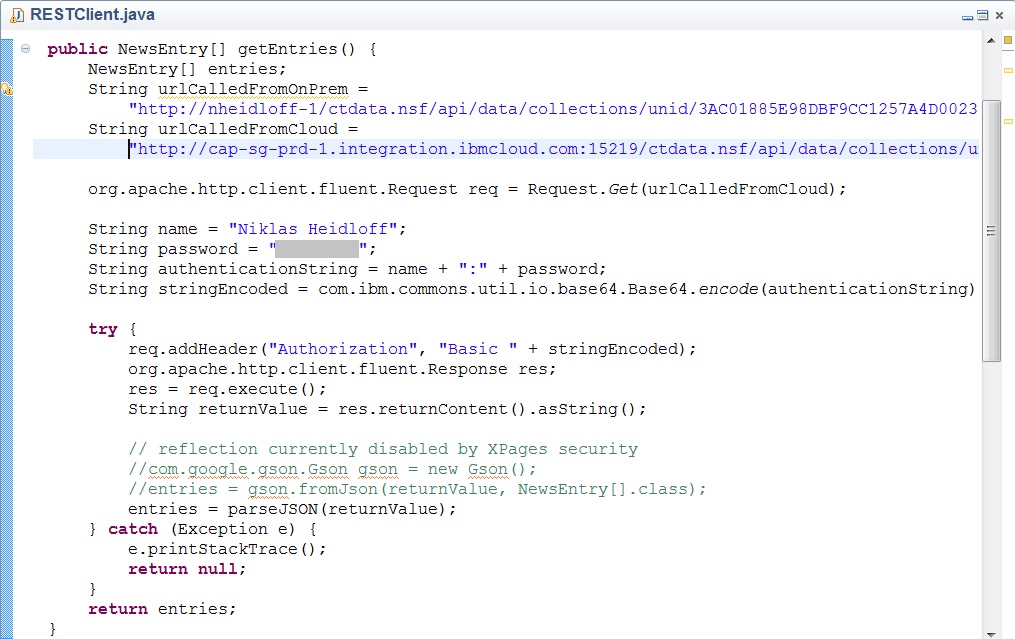 RESTClient.java
public NewsEntry[] getEntries() {
NewsEntry[] entries;
String urlCalledFromOnPrem =
"http://nheidloff-1/ctdata.nsf/api/data/collections/unid/3AC01885E98DBF9CC1257A4D0023
String urlCalledFromCloud =
"http://cap-sg-prd-1.integration.ibmcloud.com:15219/ctdata.nsf/api/data/collections/u
org.apache.http.client.fluent.Request req = Request.Get(urlCalledFromCloud);
String name = "Niklas Heidloff";
String password = " ";
String authenticationString = name + ":" + password;
String stringEncoded = com.ibm.commons.util.io.base64.Base64.encode(authenticationString)
try {
req.addHeader("Authorization", "Basic " + stringEncoded);
org.apache.http.client.fluent.Response res;
res = req.execute();
String returnValue = res.returnContent().asString();
// reflection currently disabled by XPages security
//com.google.gson.Gson gson = new Gson();
//entries = gson.fromJson(returnValue, NewsEntry[].class);
entries = parseJSON(returnValue);
} catch (Exception e) {
e.printStackTrace();
return null;
}
return entries;
}